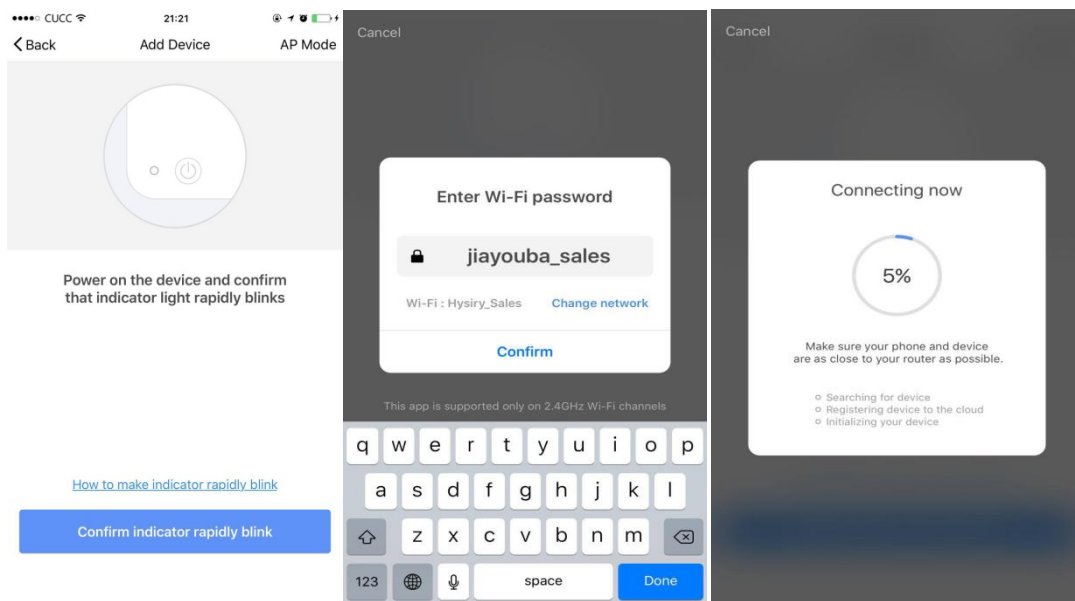 CUCC
21:21
Back
Add Device
AP Mode
Power on the device and confirm
that indicator light rapidly blinks
How to make indicator rapidly blink
Confirm indicator rapidly blink
Cancel
Enter Wi-Fi password
jiayouba_sales
Wi-Fi : Hysiry_Sales
Change network
Confirm
This app is supported only on 2.4GHz Wi-Fi channels
q w e r t y u i o p
a s d f g h j k l
z x c v b n m
123
space
Done
Cancel
Connecting now
5%
Make sure your phone and device
are as close to your router as possible.
Searching for device
Registering device to the cloud
Initializing your device